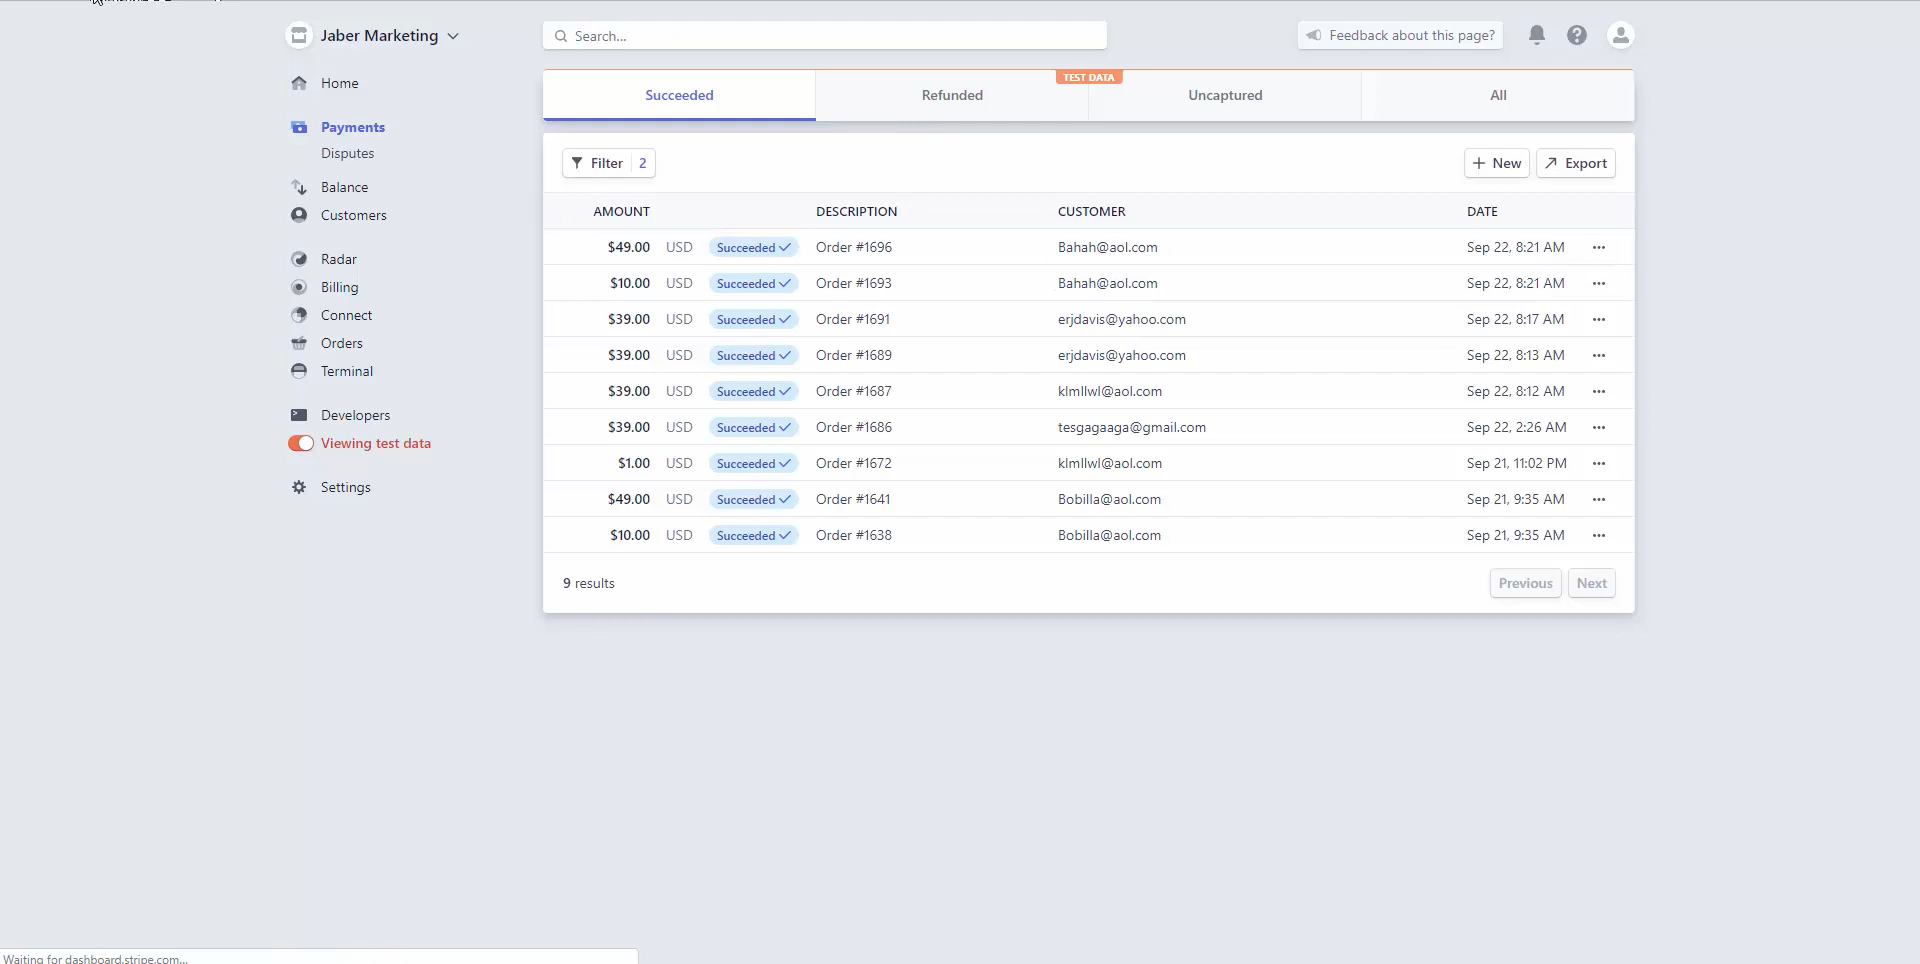 Jaber Marketing
Search...
Feedback about this page?
Home
Payments
Disputes
Balance
Customers
Radar
Billing
Connect
Orders
Terminal
Developers
Viewing test data
Settings
TEST DATA
Succeeded Refunded Uncaptured All
Filter 2
New Export
AMOUNT DESCRIPTION CUSTOMER DATE
$49.00 USD Succeeded Order #1696 Bahah@aol.com Sep 22, 8:21 AM
$10.00 USD Succeeded Order #1693 Bahah@aol.com Sep 22, 8:21 AM
$39.00 USD Succeeded Order #1691 erjdavis@yahoo.com Sep 22, 8:17 AM
$39.00 USD Succeeded Order #1689 erjdavis@yahoo.com Sep 22, 8:13 AM
$39.00 USD Succeeded Order #1687 klmllwl@aol.com Sep 22, 8:12 AM
$39.00 USD Succeeded Order #1686 tesgagaaga@gmail.com Sep 22, 2:26 AM
$1.00 USD Succeeded Order #1672 klmllwl@aol.com Sep 21, 11:02 PM
$49.00 USD Succeeded Order #1641 Bobilla@aol.com Sep 21, 9:35 AM
$10.00 USD Succeeded Order #1638 Bobilla@aol.com Sep 21, 9:35 AM
9 results
Previous Next
Waiting for dashboard.stripe.com...